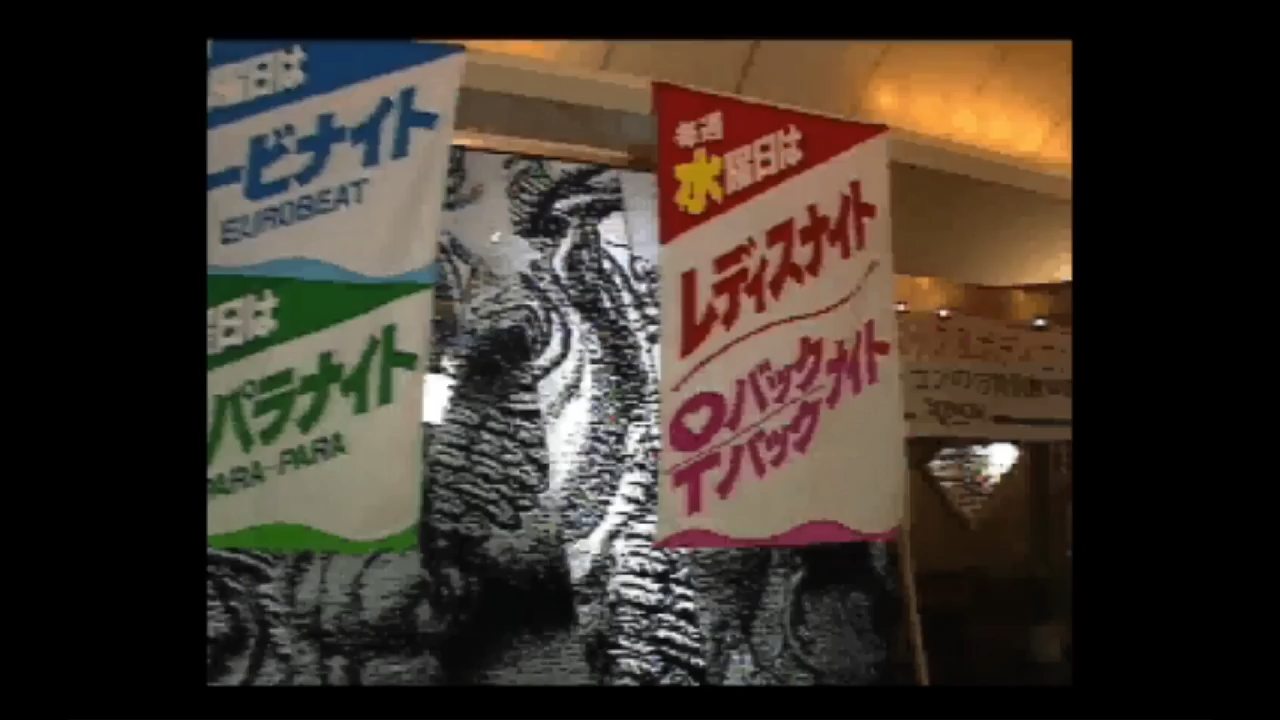 曜日は
ービナイト
EUROBEAT
曜日は
パラナイト
ARA-PARA
毎週
水曜日は
レディスナイト
Oバックナイト
Tバック